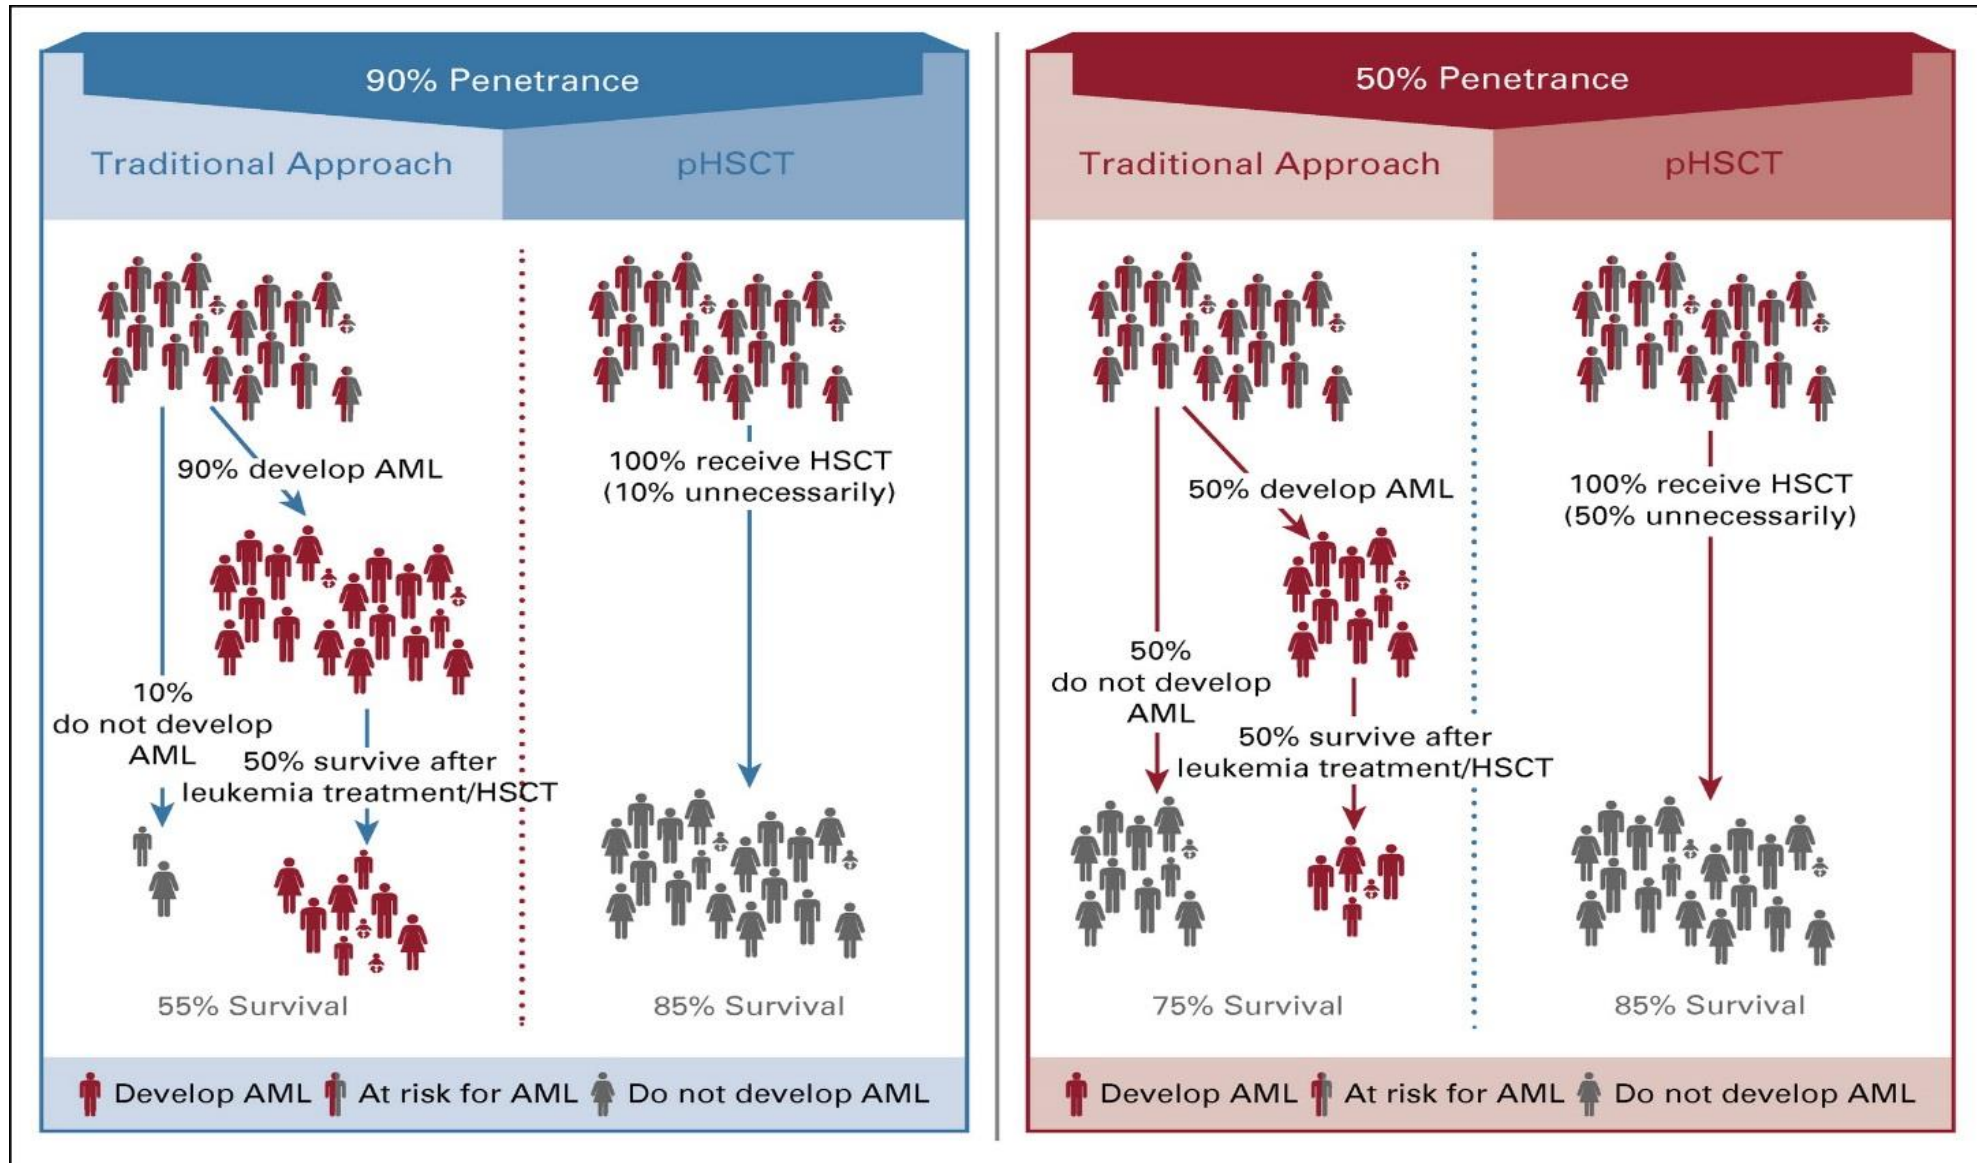 90% Penetrance
Traditional Approach
pHSCT
90% develop AML
10%
do not develop
AML
50% survive after
leukemia treatment/HSCT
55% Survival
100% receive HSCT
(10% unnecessarily)
85% Survival
Develop AML
At risk for AML
Do not develop AML
50% Penetrance
Traditional Approach
pHSCT
50% develop AML
50%
do not develop
AML
50% survive after
leukemia treatment/HSCT
75% Survival
100% receive HSCT
(50% unnecessarily)
85% Survival
Develop AML
At risk for AML
Do not develop AML